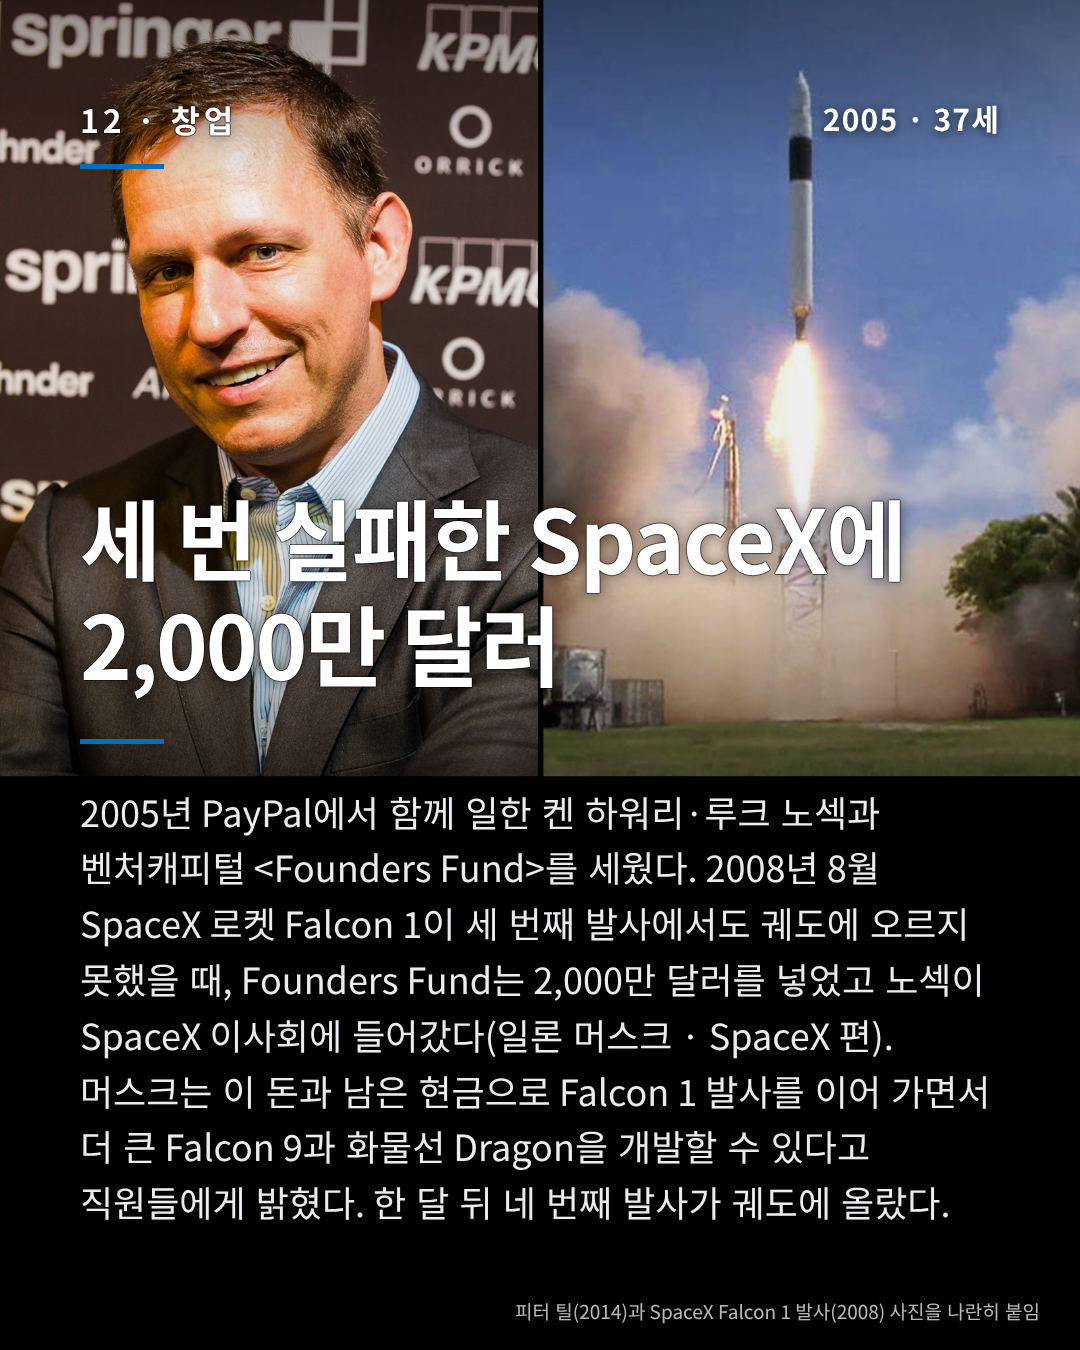 springer
KPMG
12 · 창업
2005 · 37세
hnder
ORRICK
sprin
KPMG
hnder
A
ORRICK
sp
세 번 실패한 SpaceX에
2,000만 달러
2005년 PayPal에서 함께 일한 켄 하워리·루크 노섹과
벤처캐피털 <Founders Fund>를 세웠다. 2008년 8월
SpaceX 로켓 Falcon 1이 세 번째 발사에서도 궤도에 오르지
못했을 때, Founders Fund는 2,000만 달러를 넣었고 노섹이
SpaceX 이사회에 들어갔다(일론 머스크 · SpaceX 편).
머스크는 이 돈과 남은 현금으로 Falcon 1 발사를 이어 가면서
더 큰 Falcon 9과 화물선 Dragon을 개발할 수 있다고
직원들에게 밝혔다. 한 달 뒤 네 번째 발사가 궤도에 올랐다.
피터 틸(2014)과 SpaceX Falcon 1 발사(2008) 사진을 나란히 붙임